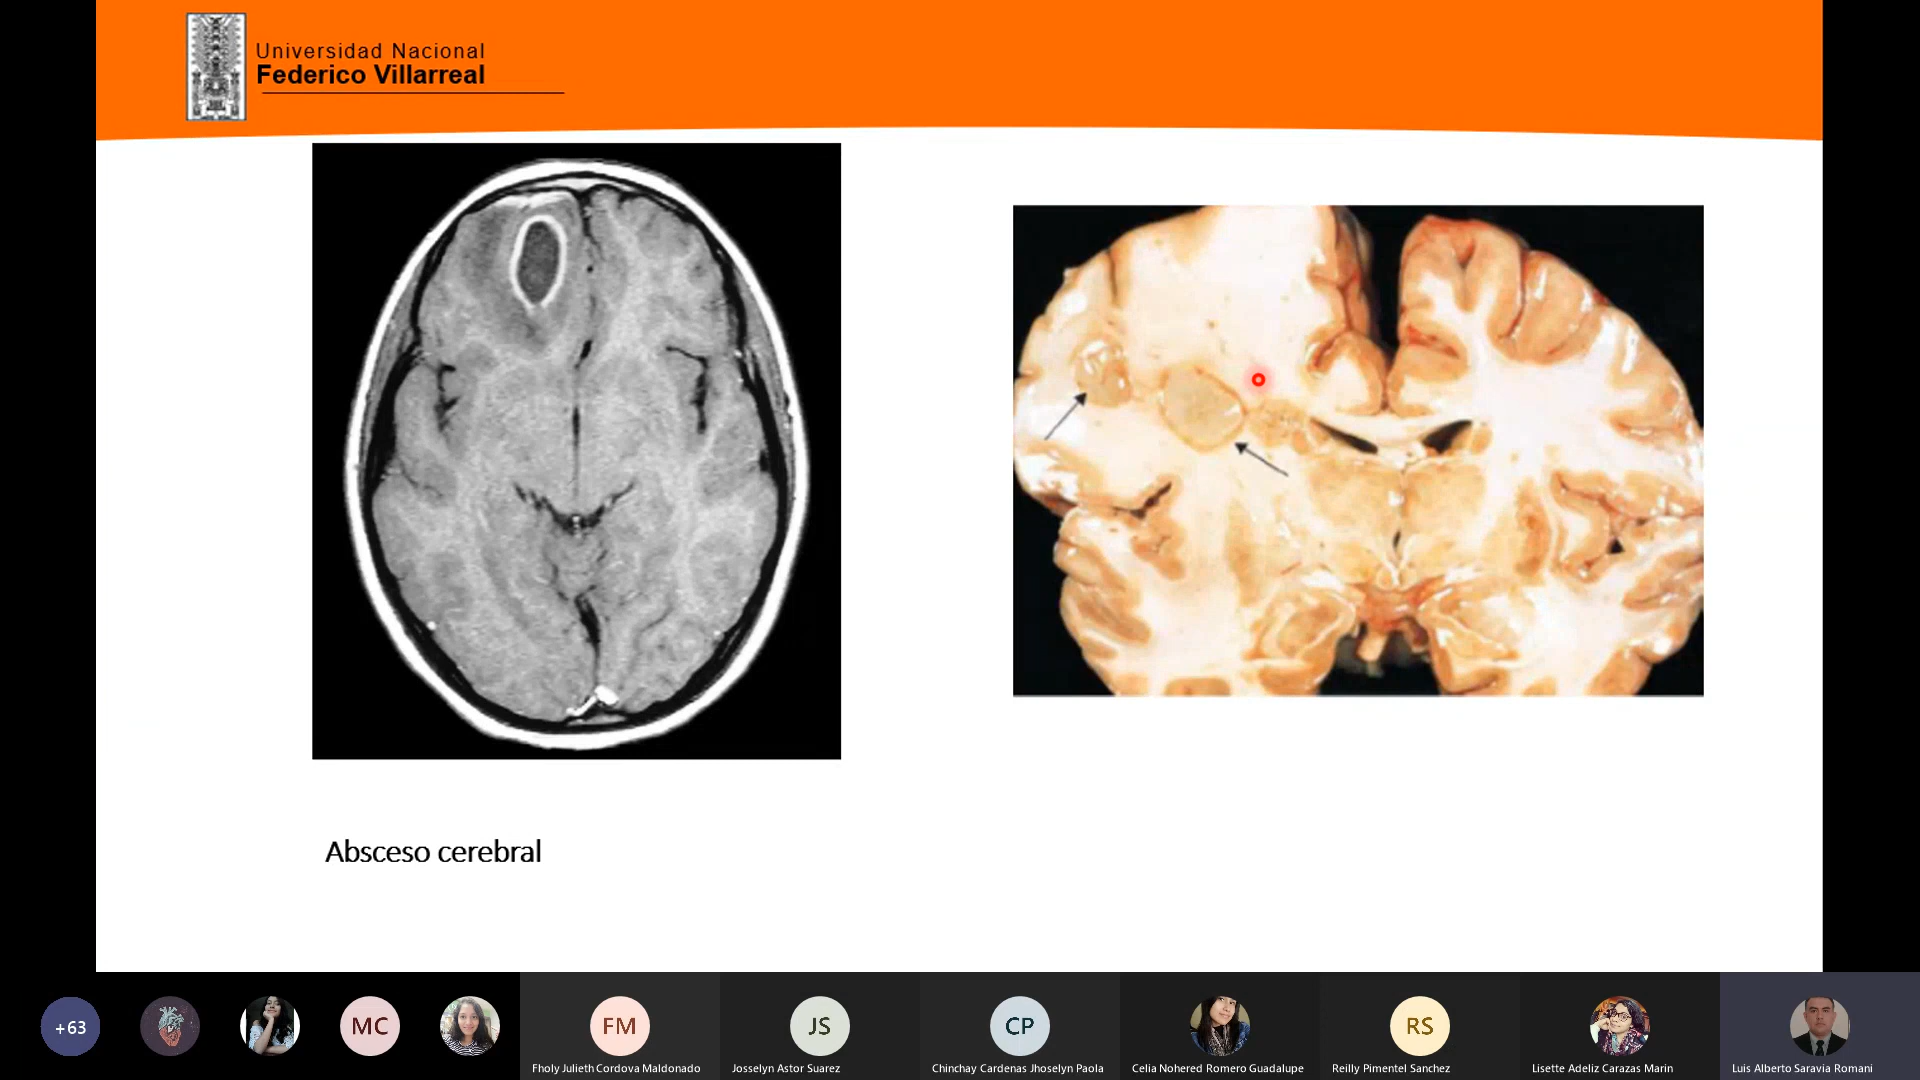 Universidad Nacional
Federico Villarreal
Absceso cerebral
+63
MC
FM
JS
CP
RS
Fholy Julieth Cordova Maldonado
Josselyn Astor Suarez
Chinchay Cardenas Jhoselyn Paola
Celia Nohered Romero Guadalupe
Reilly Pimentel Sanchez
Lisette Adeliz Carazas Marin
Luis Alberto Saravia Romani